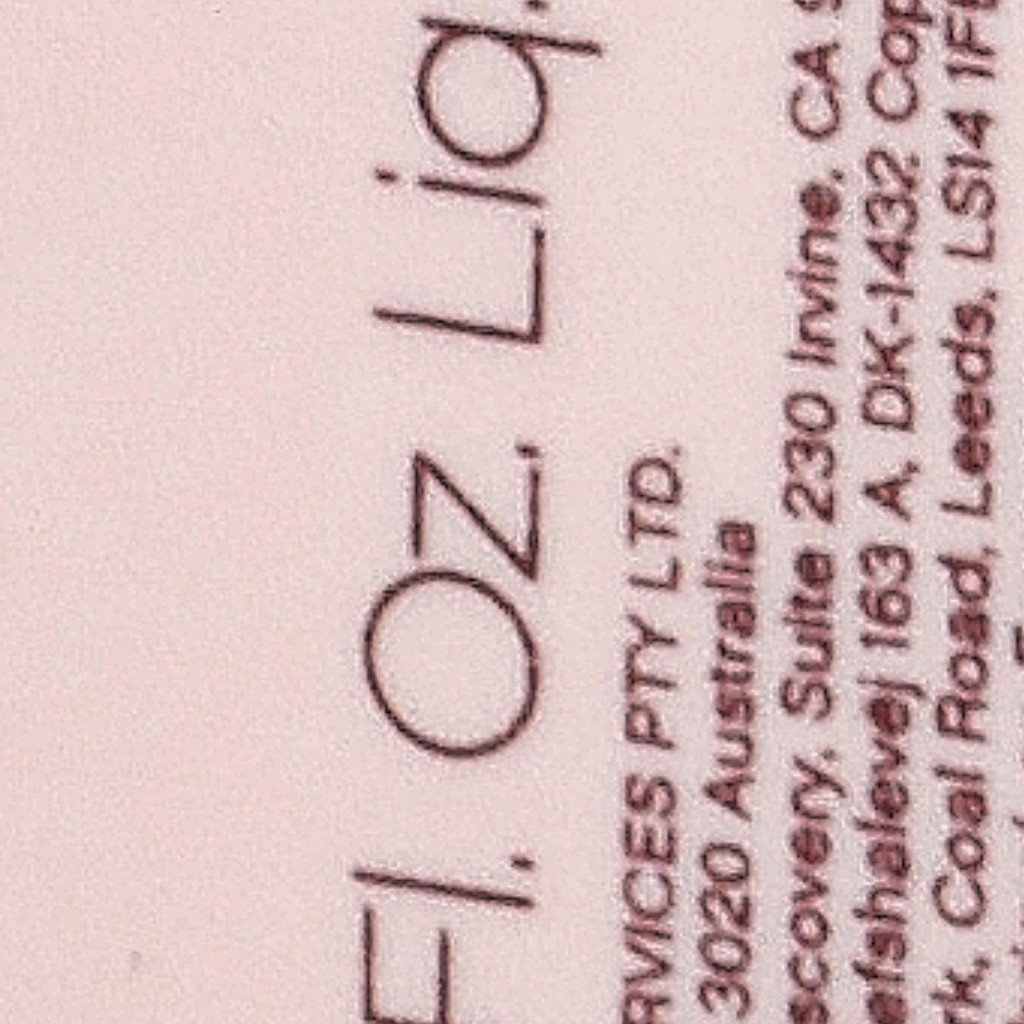 Fl. Oz. Liq.
RVICES PTY LTD.
3020 Australia
scovery, Suite 230 Irvine, CA
efshalevej 163 A, DK-1432 Cop
rk, Coal Road, Leeds, LS14 1F